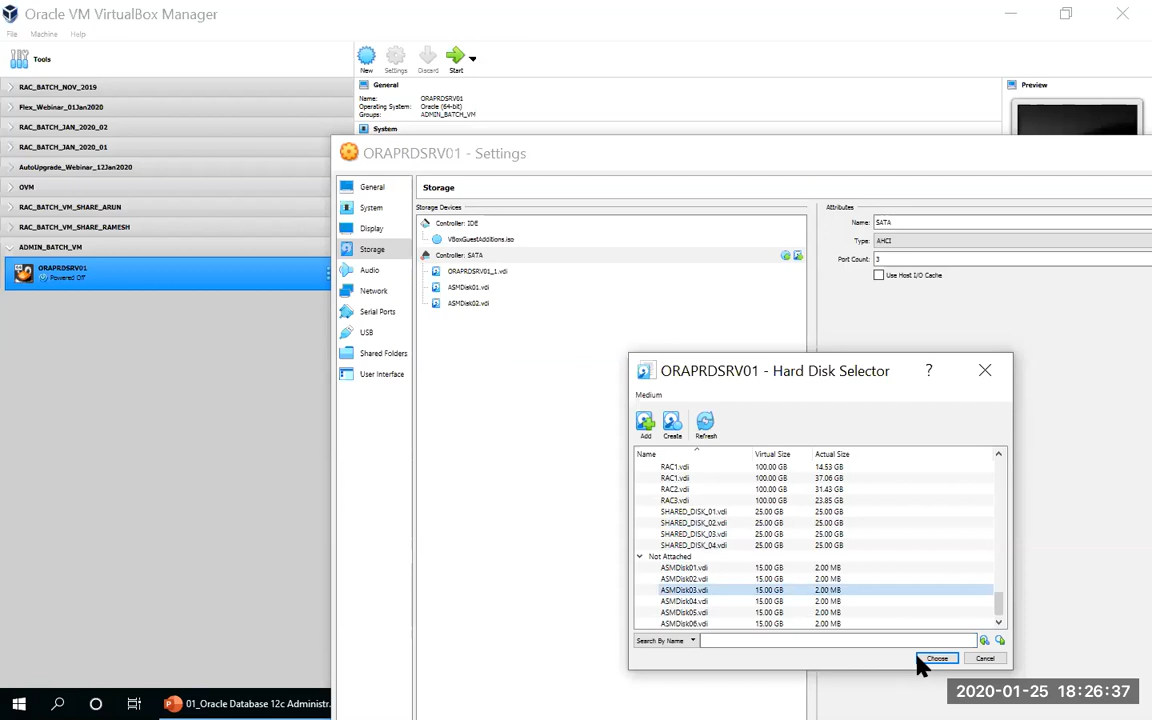 Oracle VM VirtualBox Manager
File Machine Help
Tools
New Settings Discard Start
RAC_BATCH_NOV_2019
Flex_Webinar_01Jan2020
RAC_BATCH_JAN_2020_02
RAC_BATCH_JAN_2020_01
AutoUpgrade_Webinar_12Jan2020
OVM
RAC_BATCH_VM_SHARE_ARUN
RAC_BATCH_VM_SHARE_RAMESH
ADMIN_BATCH_VM
ORAPRDSRV01
Powered Off
General
Name: ORAPRDSRV01
Operating System: Oracle (64-bit)
Groups: ADMIN_BATCH_VM
System
Preview
ORAPRDSRV01 - Settings
General
System
Display
Storage
Audio
Network
Serial Ports
USB
Shared Folders
User Interface
Storage
Storage Devices
Controller: IDE
VBoxGuestAdditions.iso
Controller: SATA
ORAPRDSRV01_1.vdi
ASMDisk01.vdi
ASMDisk02.vdi
Attributes
Name: SATA
Type: AHCI
Port Count: 3
Use Host I/O Cache
ORAPRDSRV01 - Hard Disk Selector ?
Medium
Add Create Refresh
Name Virtual Size Actual Size
RAC1.vdi 100.00 GB 14.53 GB
RAC1.vdi 100.00 GB 37.06 GB
RAC2.vdi 100.00 GB 31.43 GB
RAC3.vdi 100.00 GB 23.85 GB
SHARED_DISK_01.vdi 25.00 GB 25.00 GB
SHARED_DISK_02.vdi 25.00 GB 25.00 GB
SHARED_DISK_03.vdi 25.00 GB 25.00 GB
SHARED_DISK_04.vdi 25.00 GB 25.00 GB
Not Attached
ASMDisk01.vdi 15.00 GB 2.00 MB
ASMDisk02.vdi 15.00 GB 2.00 MB
ASMDisk03.vdi 15.00 GB 2.00 MB
ASMDisk04.vdi 15.00 GB 2.00 MB
ASMDisk05.vdi 15.00 GB 2.00 MB
ASMDisk06.vdi 15.00 GB 2.00 MB
Search By Name
Choose Cancel
01_Oracle Database 12c Administr...
2020-01-25 18:26:37